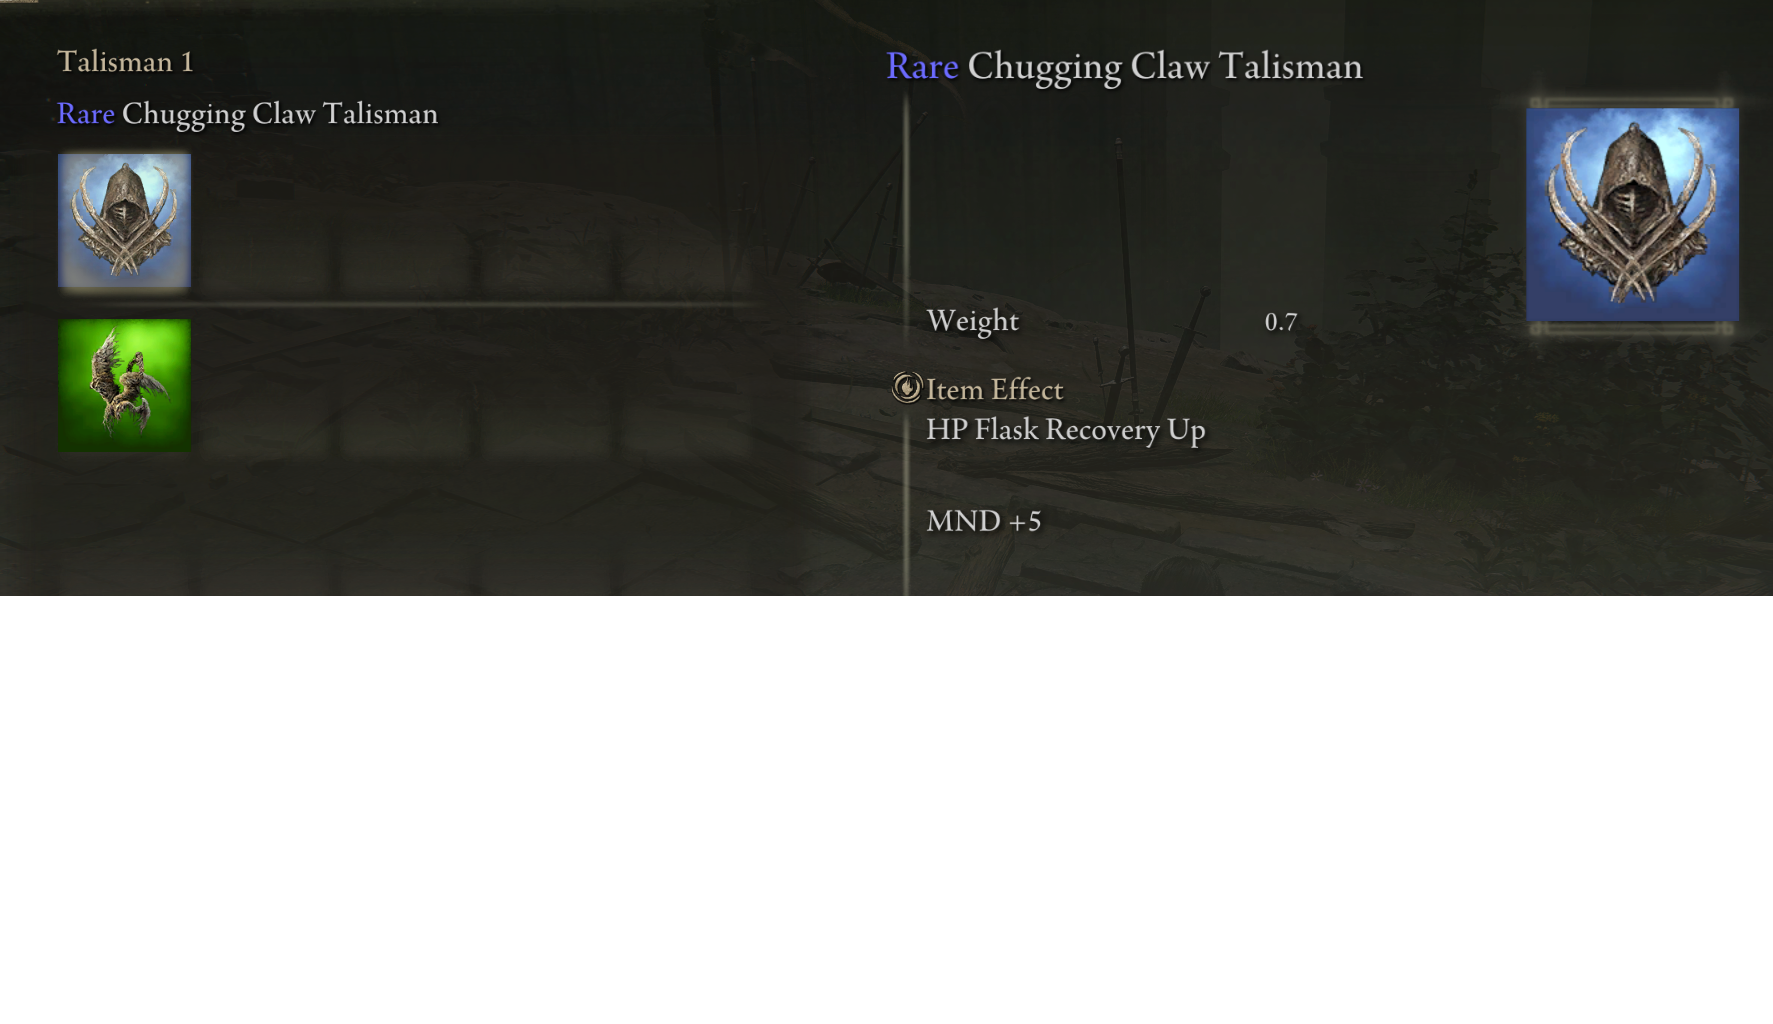 Talisman 1
Rare Chugging Claw Talisman
Rare Chugging Claw Talisman
Weight 0.7
Item Effect
HP Flask Recovery Up
MND +5